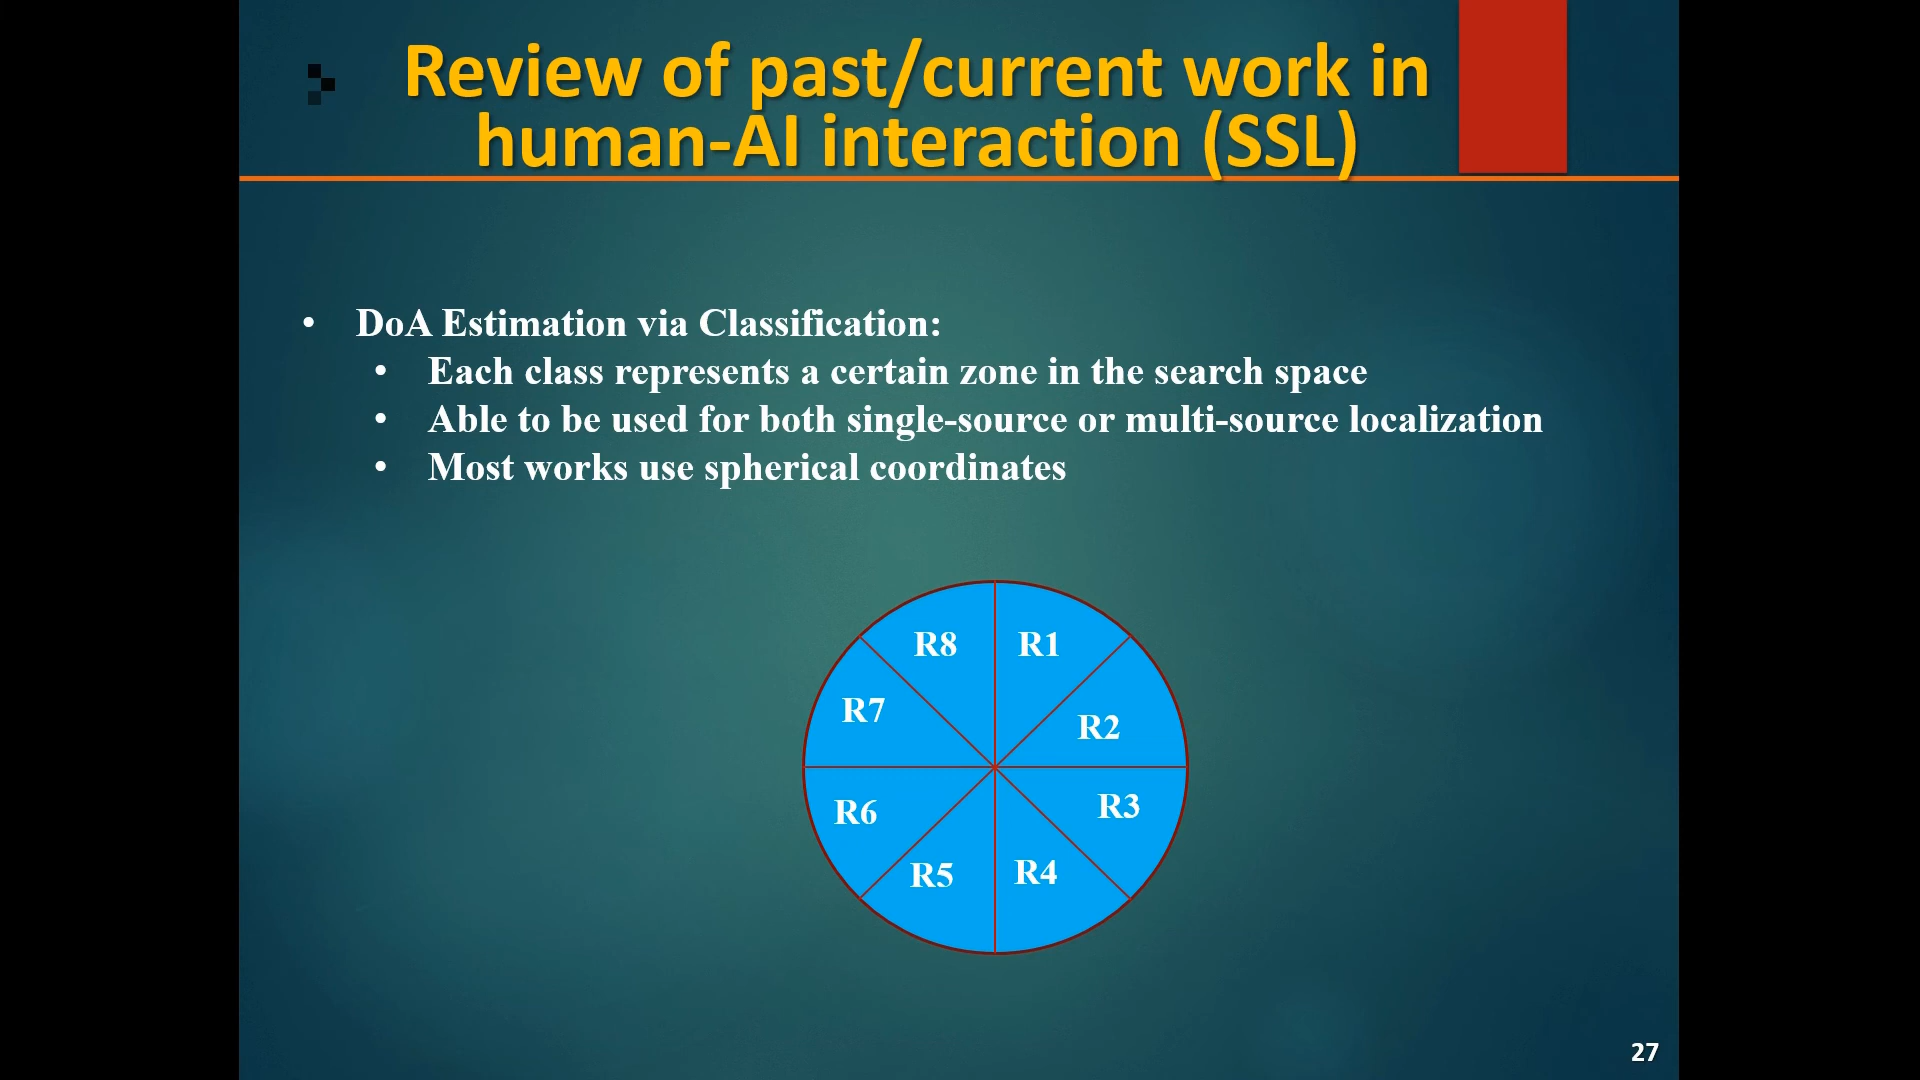 Review of past/current work in
human-AI interaction (SSL)
• DoA Estimation via Classification:
• Each class represents a certain zone in the search space
• Able to be used for both single-source or multi-source localization
• Most works use spherical coordinates
R8 R1
R7 R2
R6 R3
R5 R4
27